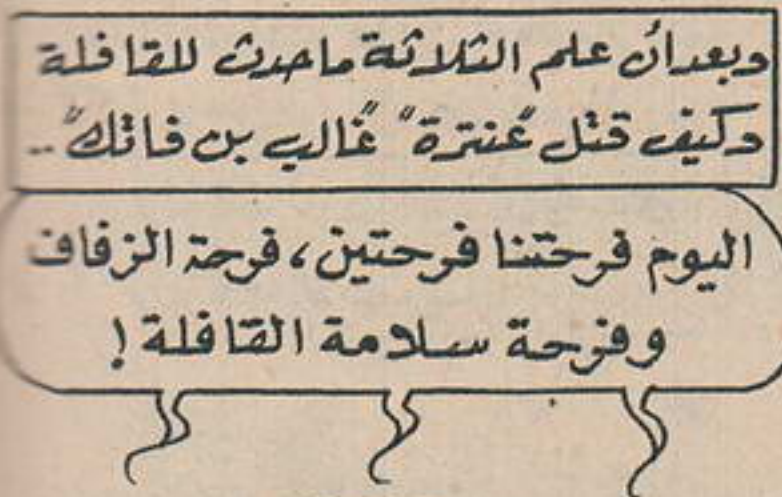 وبعد أن علم الثلاثة ما حدث للقافلة
وكيف قتل "عنترة" "غالب بن فاتك"..
اليوم فرحتنا فرحتين، فرحة الزفاف
وفرحة سلامة القافلة!